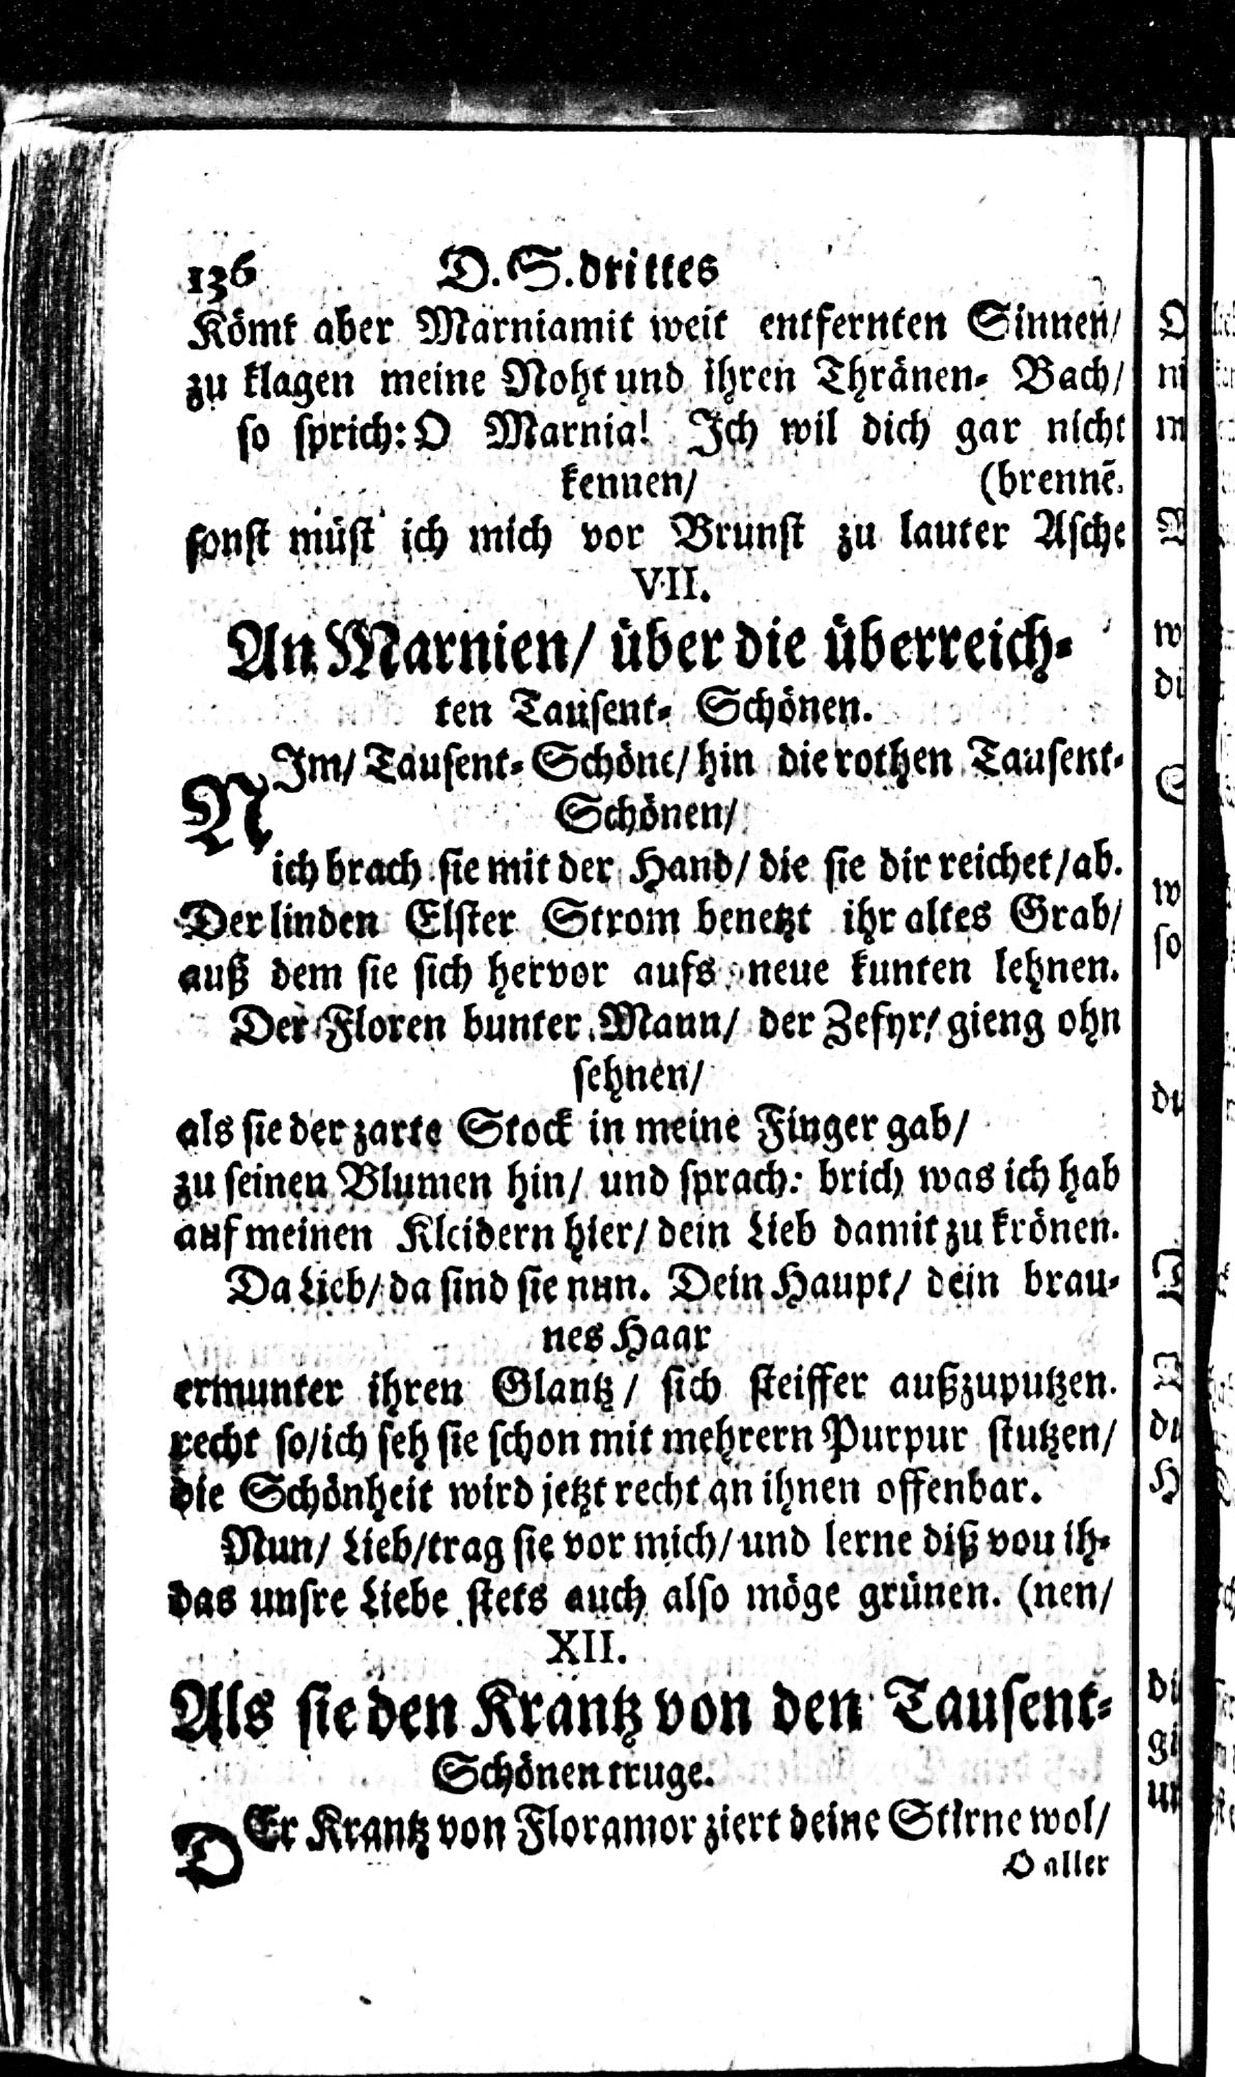 136 D. S. drittes
Kömt aber Marniamit weit entfernten Sinnen/
zu klagen meine Noht und ihren Thränen- Bach/
so sprich: O Marnia! Ich wil dich gar nicht
kennen/ (brennẽ.
sonst müst ich mich vor Brunst zu lauter Asche
VII.
An Marnien/ über die überreich-
ten Tausent- Schönen.
NIm/ Tausent-Schöne/ hin die rothen Tausent-
Schönen/
ich brach sie mit der Hand/ die sie dir reichet/ab.
Der linden Elster Strom benetzt ihr altes Grab/
auß dem sie sich hervor aufs neue kunten lehnen.
Der Floren bunter Mann/ der Zefyr/ gieng ohn
sehnen/
als sie der zarte Stock in meine Finger gab/
zu seinen Blumen hin/ und sprach: brich was ich hab
auf meinen Kleidern hier/ dein Lieb damit zu krönen.
Da Lieb/ da sind sie nun. Dein Haupt/ dein brau-
nes Haar
ermunter ihren Glantz/ sich steiffer außzuputzen.
recht so/ich seh sie schon mit mehrern Purpur stutzen/
die Schönheit wird jetzt recht an ihnen offenbar.
Nun/ Lieb/trag sie vor mich/ und lerne diß von ih-
das unsre Liebe stets auch also möge grünen. (nen/
XII.
Als sie den Krantz von den Tausent-
Schönen truge.
DEr Krantz von Floramor ziert deine Stirne wol/
O aller